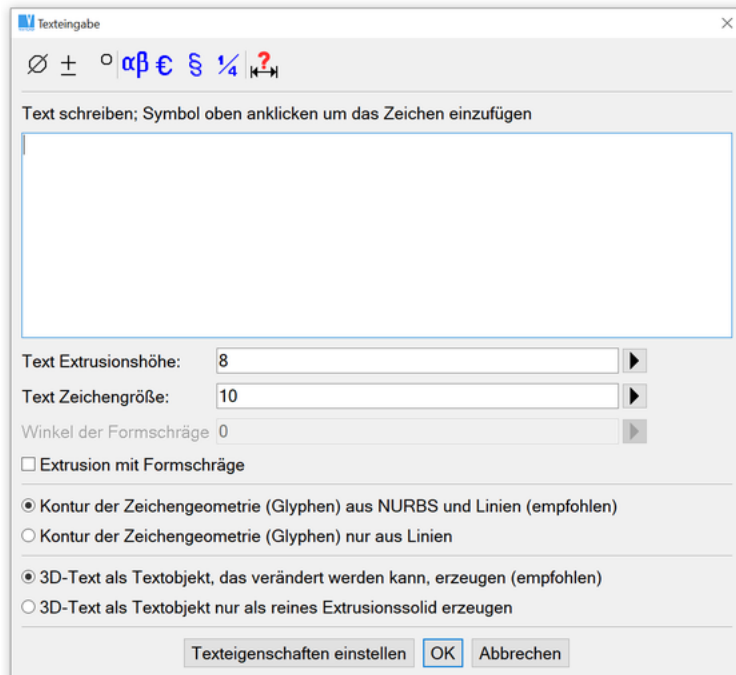 Texteingabe
Ø ± ° αβ € § ¼ ?
Text schreiben; Symbol oben anklicken um das Zeichen einzufügen
Text Extrusionshöhe: 8
Text Zeichengröße: 10
Winkel der Formschräge 0
Extrusion mit Formschräge
Kontur der Zeichengeometrie (Glyphen) aus NURBS und Linien (empfohlen)
Kontur der Zeichengeometrie (Glyphen) nur aus Linien
3D-Text als Textobjekt, das verändert werden kann, erzeugen (empfohlen)
3D-Text als Textobjekt nur als reines Extrusionssolid erzeugen
Texteigenschaften einstellen OK Abbrechen